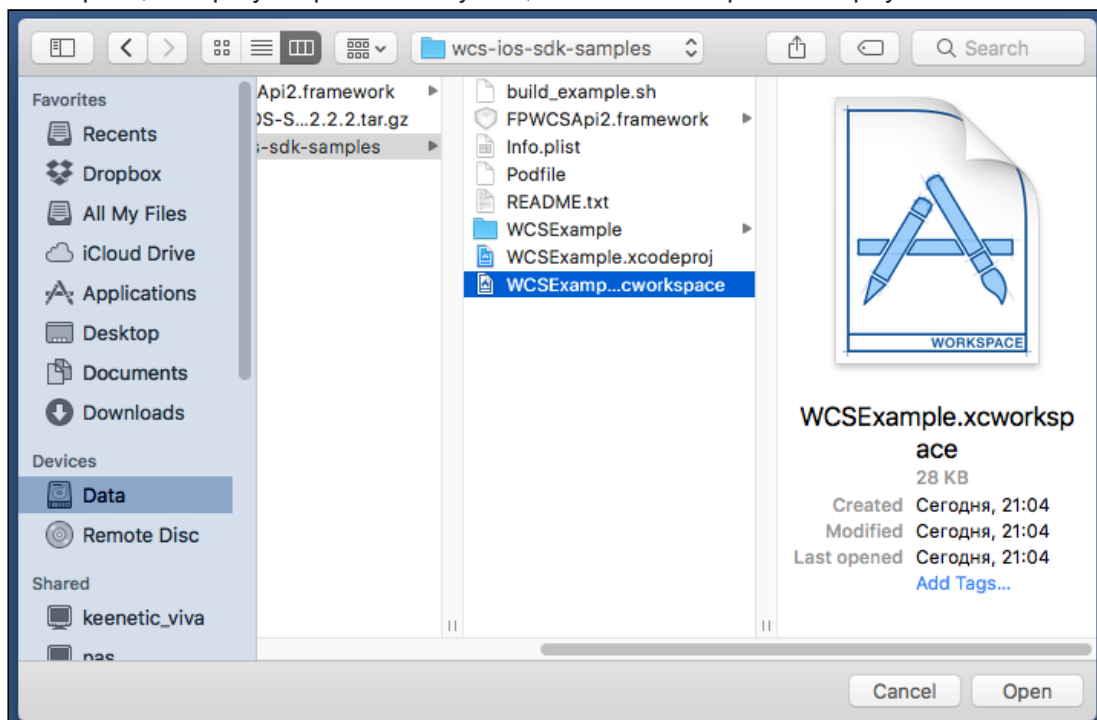 wcs-ios-sdk-samples
Search
Favorites
Recents
Dropbox
All My Files
iCloud Drive
Applications
Desktop
Documents
Downloads
Devices
Data
Remote Disc
Shared
keenetic_viva
Api2.framework
OS-S...2.2.2.tar.gz
-sdk-samples
build_example.sh
FPWCSApi2.framework
Info.plist
Podfile
README.txt
WCSExample
WCSExample.xcodeproj
WCSExamp...cworkspace
WORKSPACE
WCSExample.xcworksp
ace
28 KB
Created Сегодня, 21:04
Modified Сегодня, 21:04
Last opened Сегодня, 21:04
Add Tags...
Cancel
Open